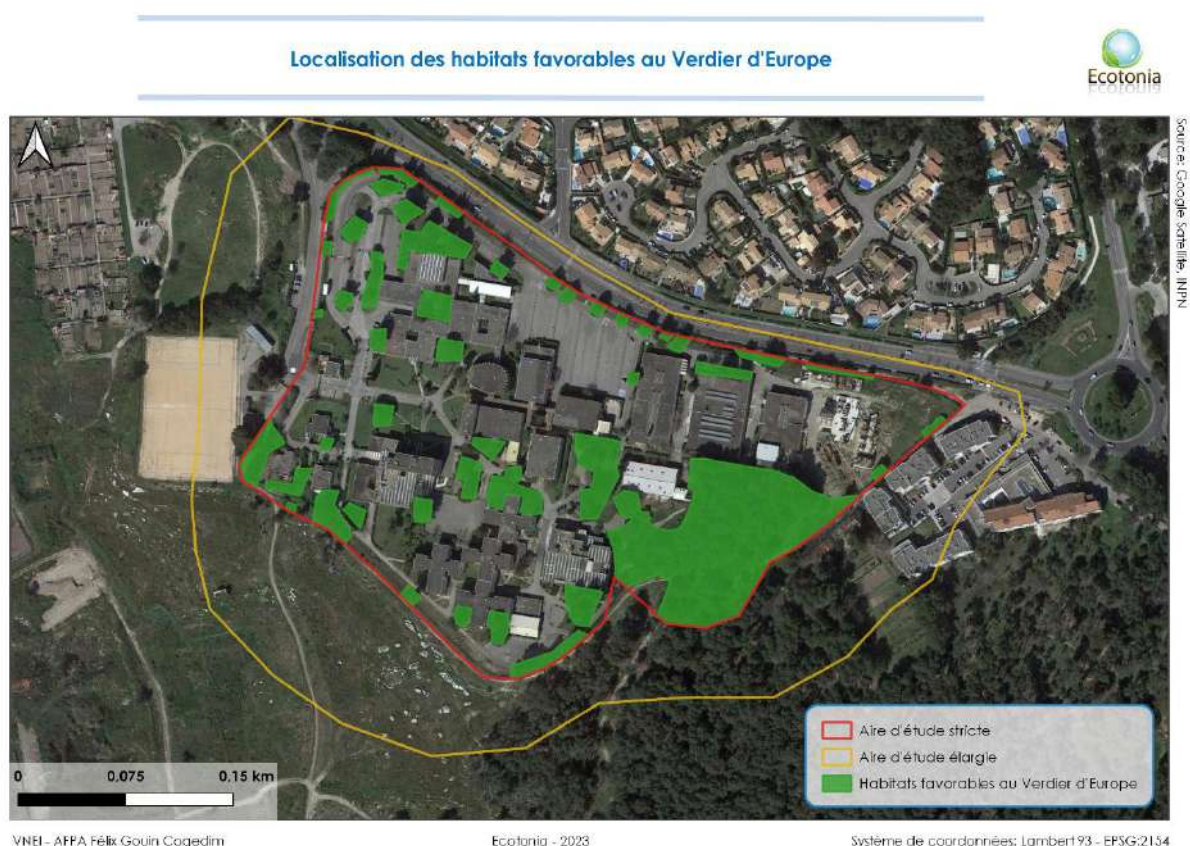 Localisation des habitats favorables au Verdier d'Europe
Ecotonia
Source: Google Satellite, INPN
Aire d'étude stricte
Aire d'étude élargie
Habitats favorables au Verdier d'Europe
0 0,075 0,15 km
VNEI - AFPA Félix Gouin Cogedim
Ecotonia - 2023
Système de coordonnées: Lambert93 - EPSG:2154